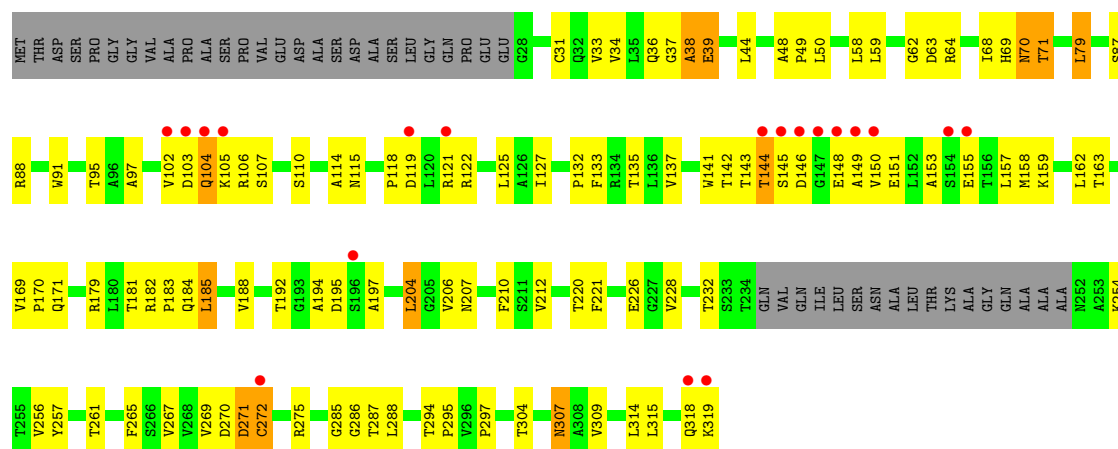 MET THR ASP SER PRO GLY GLY VAL ALA PRO ALA SER PRO VAL GLU ASP ALA SER ASP ALA SER LEU GLY GLN PRO GLU GLU G28 C31 Q32 V33 V34 L35 Q36 G37 A38 E39 L44 A48 P49 L50 L58 L59 G62 D63 R64 I68 H69 N70 T71 L79 S87
R88 W91 T95 A96 A97 V102 D103 Q104 K105 R106 S107 S110 A114 N115 P118 D119 L120 R121 R122 L125 A126 I127 P132 F133 R134 T135 L136 V137 W141 T142 T143 T144 S145 D146 G147 E148 A149 V150 E151 L152 A153 S154 E155 T156 L157 M158 K159 L162 T163
V169 P170 Q171 R179 L180 T181 R182 P183 Q184 L185 V188 T192 G193 A194 D195 S196 A197 L204 G205 V206 N207 F210 S211 V212 T220 F221 E226 G227 V228 T232 S233 T234 GLN VAL GLN ILE LEU SER ASN ALA LEU THR LYS ALA GLY GLN ALA ALA ALA N252 A253 K254
T255 V256 Y257 T261 F265 S266 V267 V268 V269 D270 D271 C272 R275 G285 G286 T287 L288 T294 P295 V296 P297 T304 N307 A308 V309 L314 L315 Q318 K319